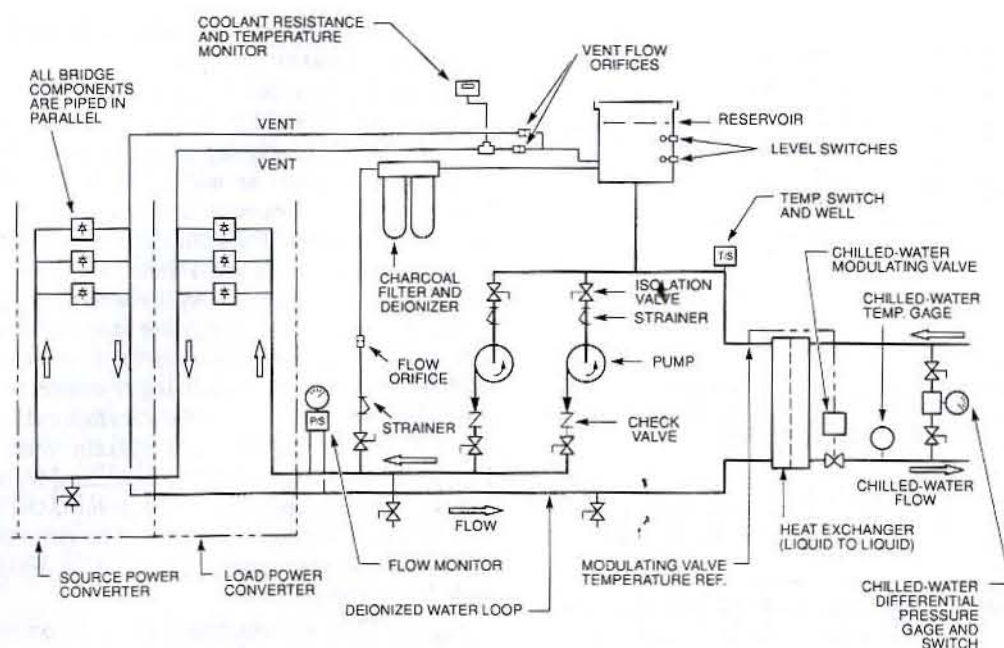 COOLANT RESISTANCE
AND TEMPERATURE
MONITOR
VENT FLOW
ORIFICES
ALL BRIDGE
COMPONENTS
ARE PIPED IN
PARALLEL
VENT
VENT
RESERVOIR
LEVEL SWITCHES
TEMP. SWITCH
AND WELL
T/S
CHILLED-WATER
MODULATING VALVE
CHILLED-WATER
TEMP. GAGE
CHARCOAL
FILTER AND
DEIONIZER
ISOLATION
VALVE
STRAINER
FLOW
ORIFICE
PUMP
P/S
STRAINER
CHECK
VALVE
CHILLED-WATER
FLOW
FLOW
HEAT EXCHANGER
(LIQUID TO LIQUID)
SOURCE POWER
CONVERTER
LOAD POWER
CONVERTER
FLOW MONITOR
MODULATING VALVE
TEMPERATURE REF.
DEIONIZED WATER LOOP
CHILLED-WATER
DIFFERENTIAL
PRESSURE
GAGE AND
SWITCH